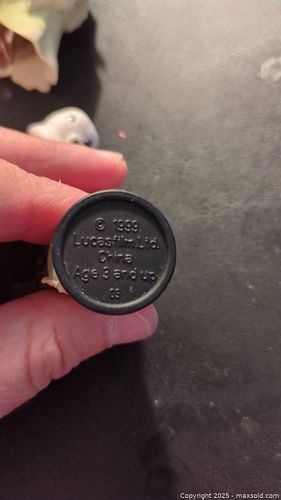 © 1999
Lucasfilm Ltd.
China
Age 3 and up
03
Copyright 2025 - maxsold.com